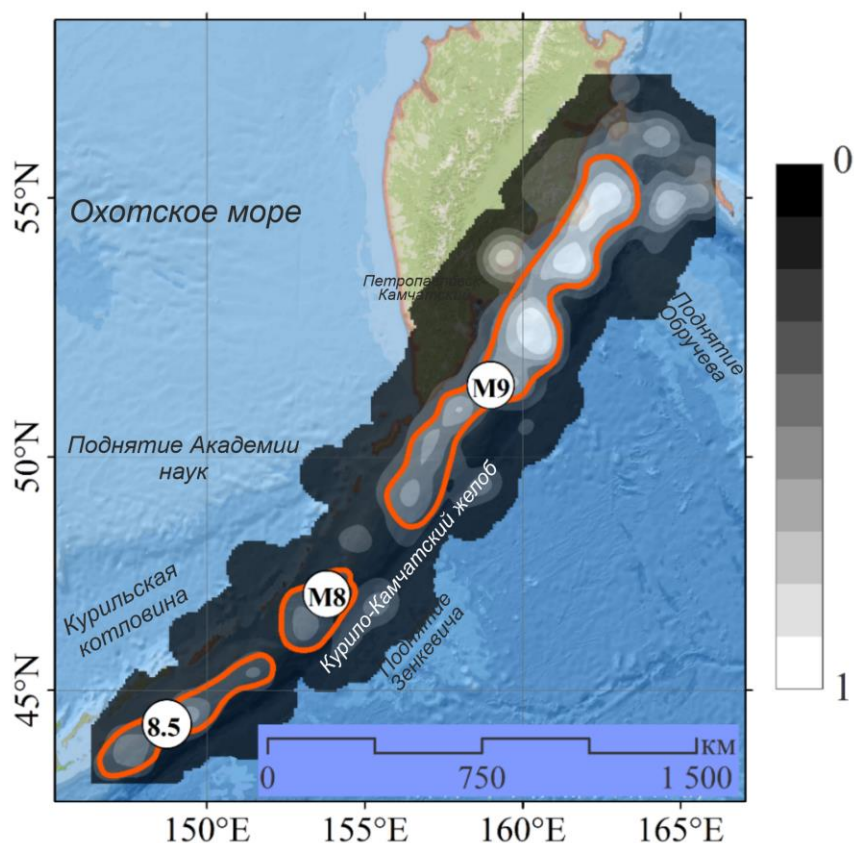 0
55°N
Охотское море
Петропавловск-
Камчатский
Поднятие
Обручева
M9
50°N
Поднятие Академии
наук
Курило-Камчатский желоб
Курильская
котловина
M8
Поднятие
Зенкевича
45°N
8.5
1
км
0
750
1 500
150°E
155°E
160°E
165°E